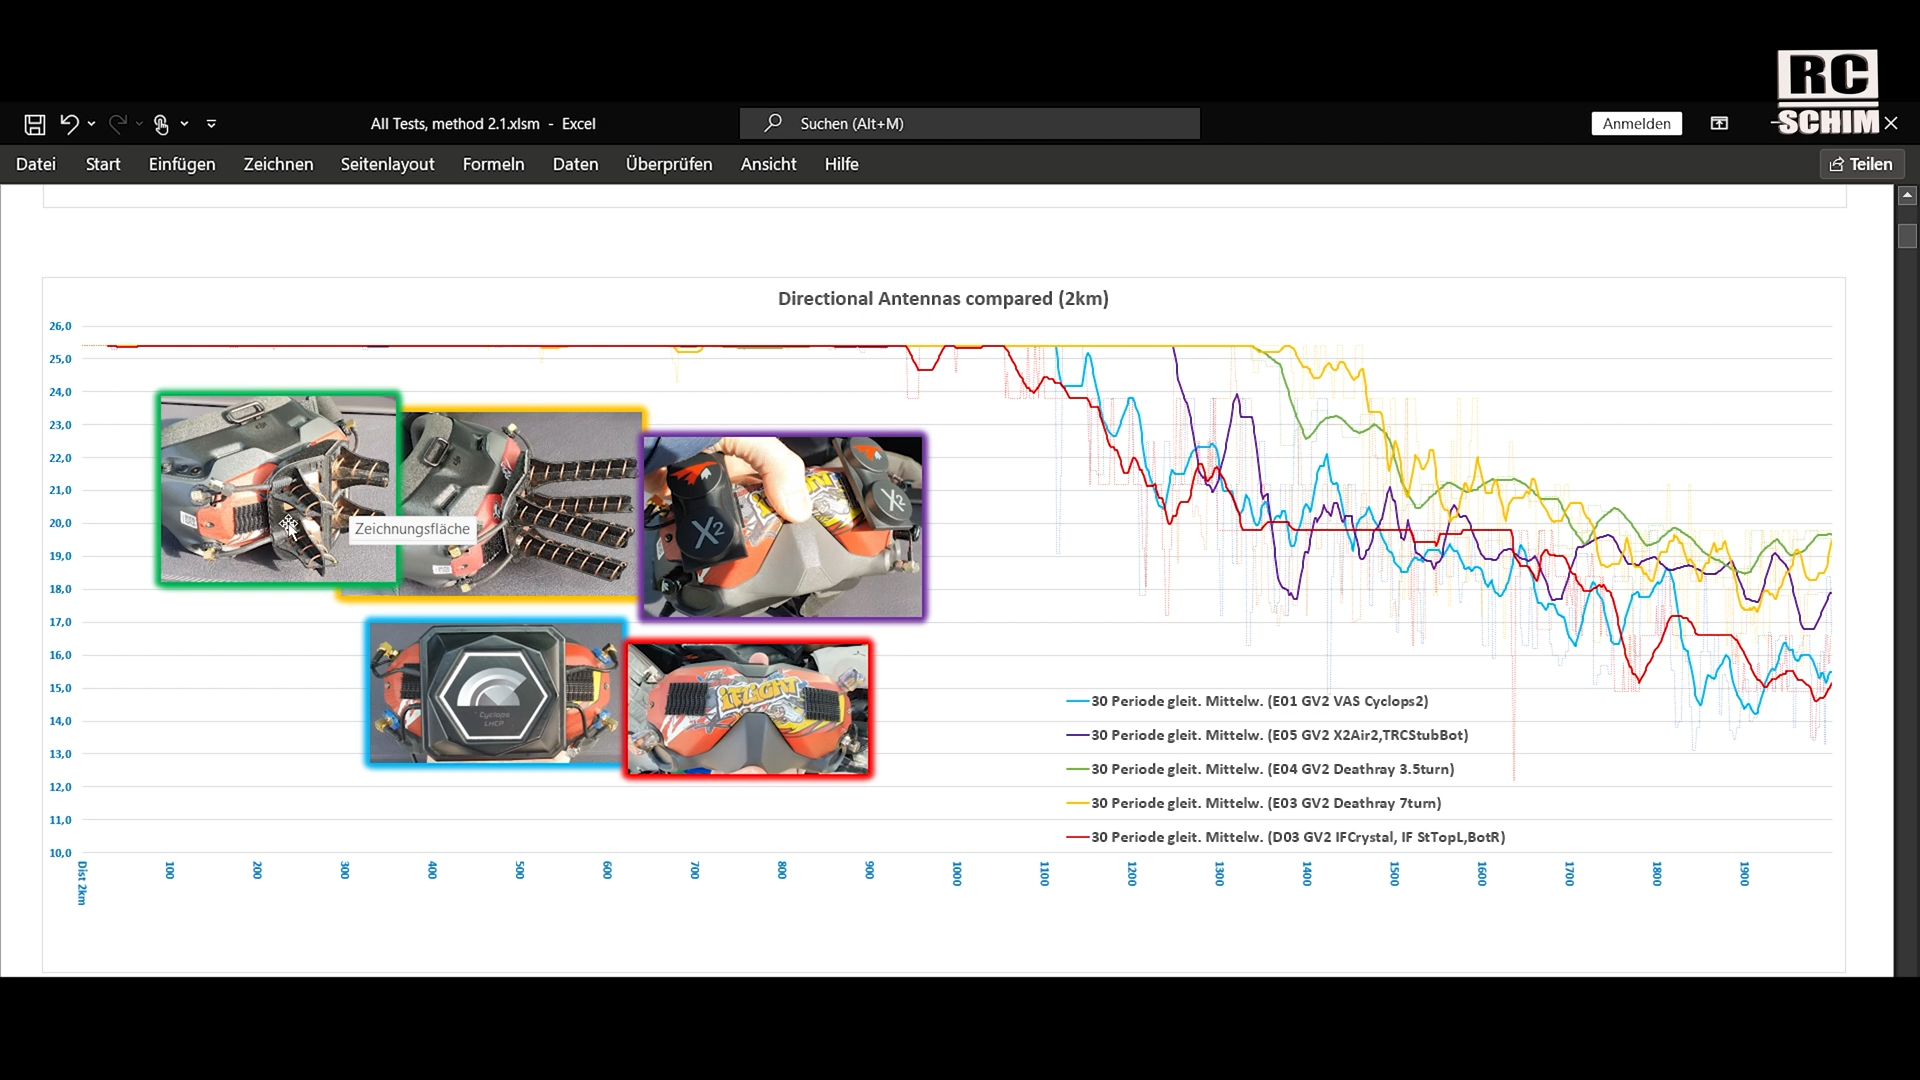 RC
SCHIM
All Tests, method 2.1.xlsm - Excel
Suchen (Alt+M)
Anmelden
Datei Start Einfügen Zeichnen Seitenlayout Formeln Daten Überprüfen Ansicht Hilfe
Teilen
Directional Antennas compared (2km)
26,0
25,0
24,0
23,0
22,0
21,0
20,0
19,0
18,0
17,0
16,0
15,0
14,0
13,0
12,0
11,0
10,0
Zeichnungsfläche
X2
X2
Cyclops
LHCP
iFLIGHT
30 Periode gleit. Mittelw. (E01 GV2 VAS Cyclops2)
30 Periode gleit. Mittelw. (E05 GV2 X2Air2,TRCStubBot)
30 Periode gleit. Mittelw. (E04 GV2 Deathray 3.5turn)
30 Periode gleit. Mittelw. (E03 GV2 Deathray 7turn)
30 Periode gleit. Mittelw. (D03 GV2 IFCrystal, IF StTopL,BotR)
Dist 2km 100 200 300 400 500 600 700 800 900 1000 1100 1200 1300 1400 1500 1600 1700 1800 1900